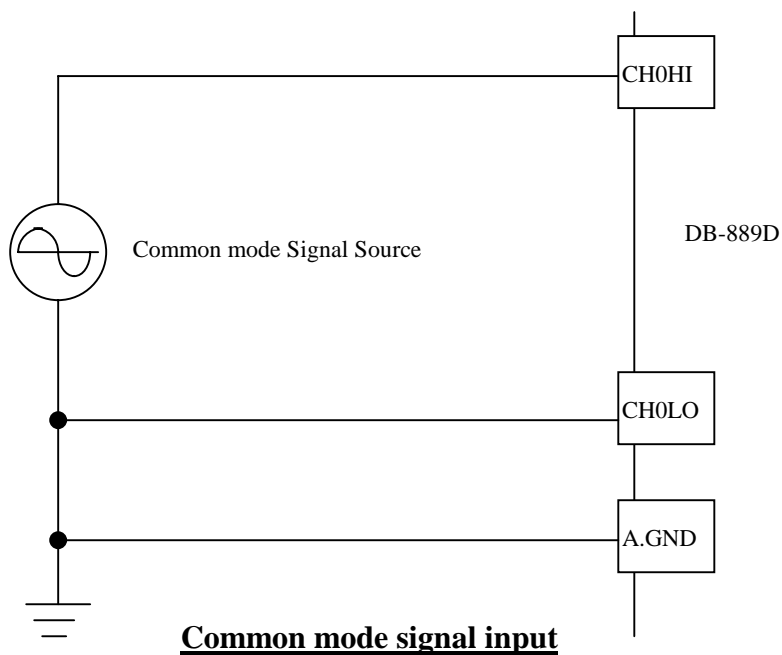 CH0HI
DB-889D
Common mode Signal Source
CH0LO
A.GND
Common mode signal input